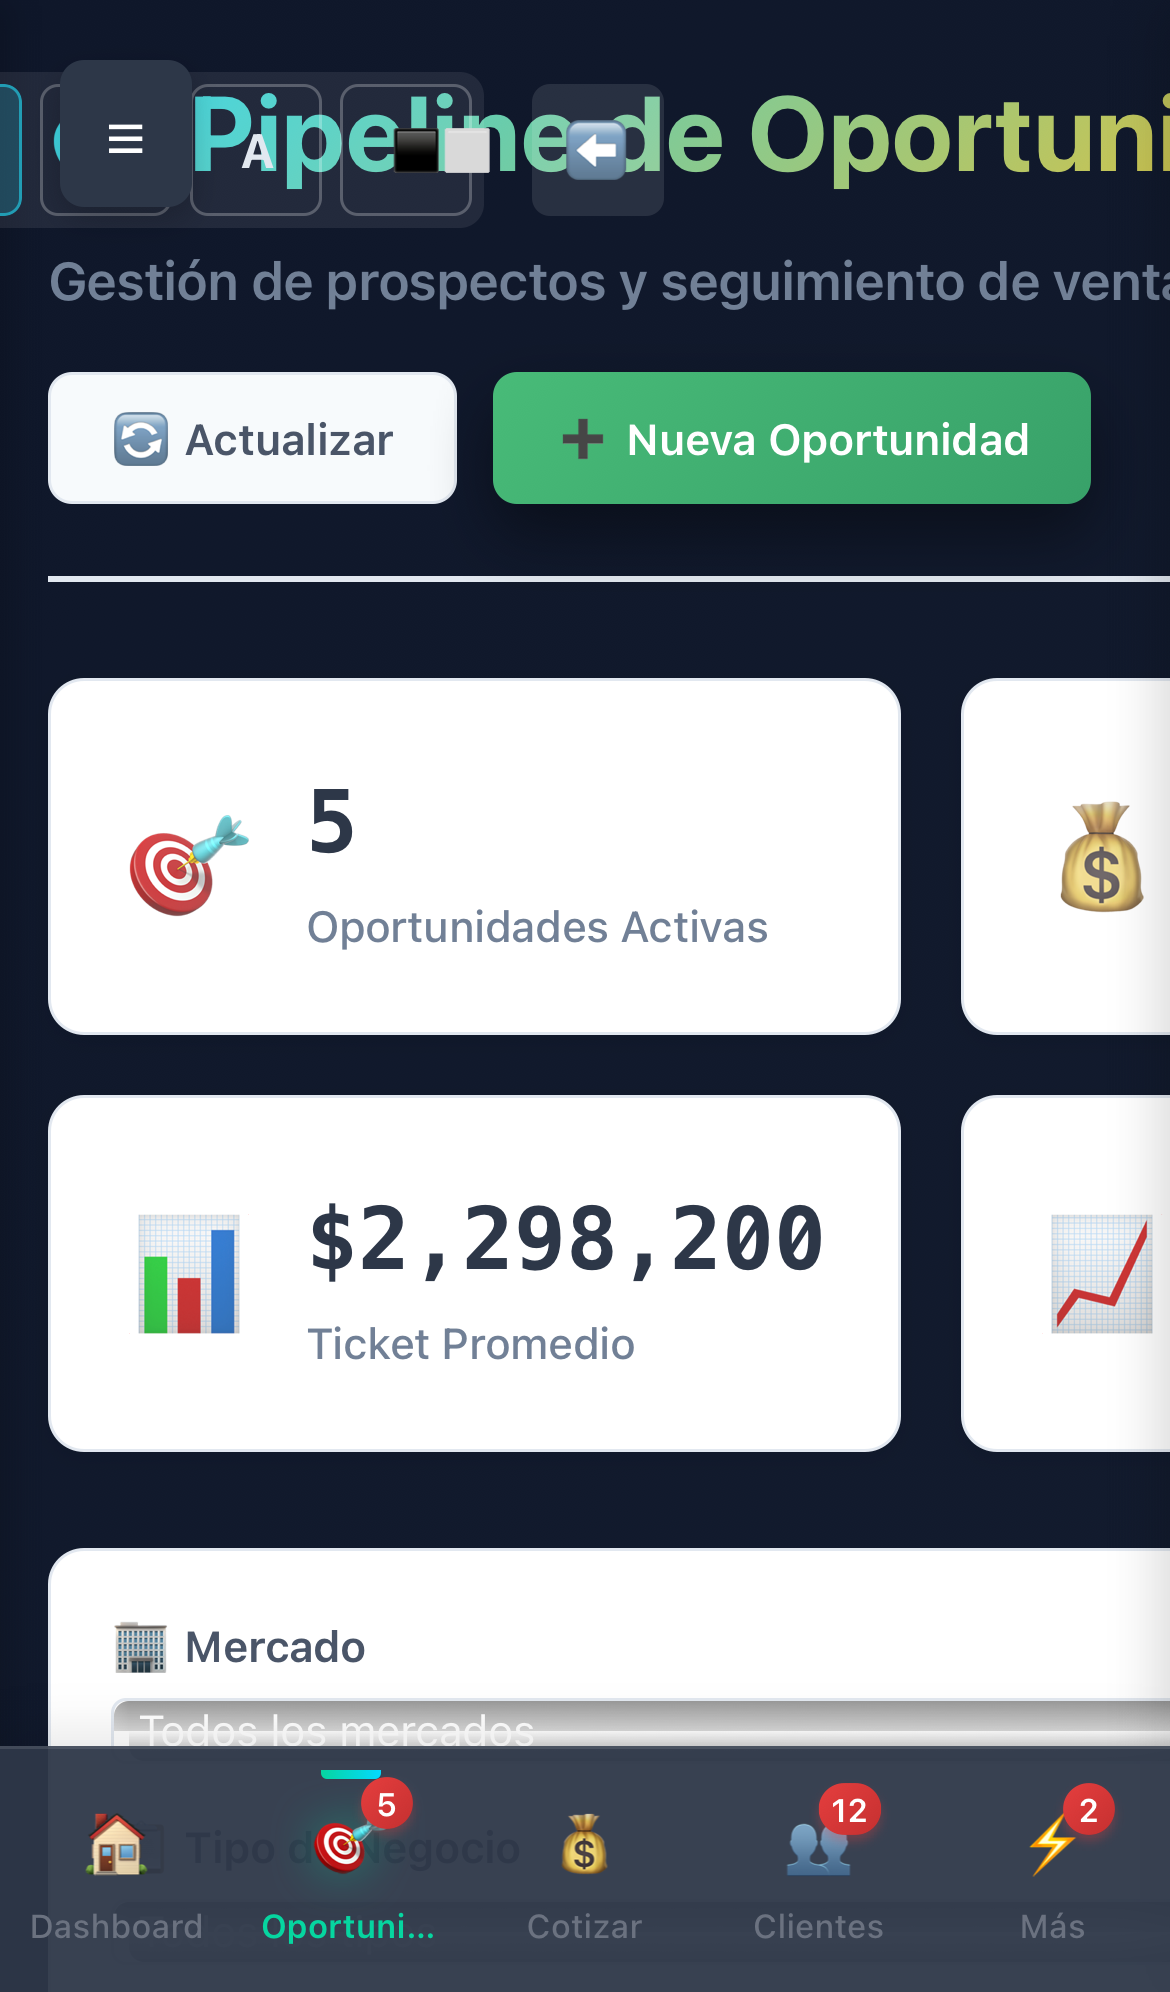 Pipeline de Oportuni
A
Gestión de prospectos y seguimiento de venta
Actualizar
Nueva Oportunidad
5
Oportunidades Activas
$2,298,200
Ticket Promedio
Mercado
Todos los mercados
Tipo de Negocio
5
12
2
Dashboard
Oportuni...
Cotizar
Clientes
Más